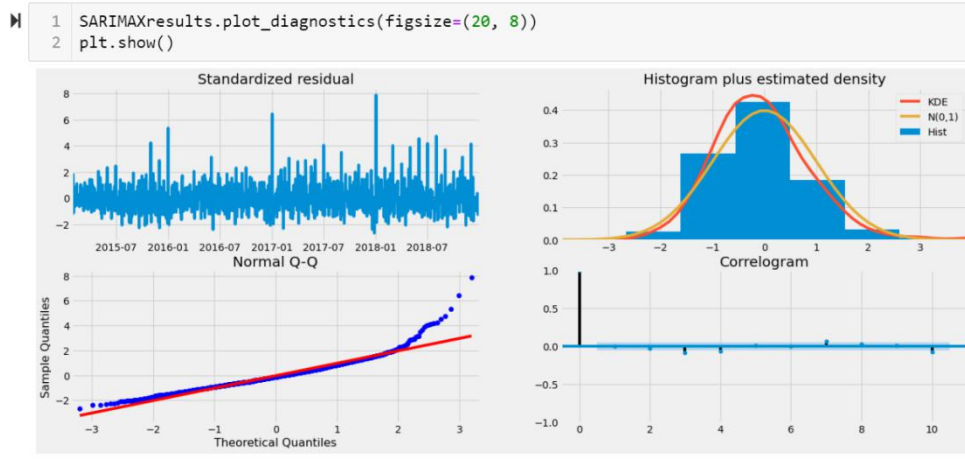 1 SARIMAXresults.plot_diagnostics(figsize=(20, 8))
2 plt.show()
Standardized residual
8
6
4
2
0
−2
2015-07 2016-01 2016-07 2017-01 2017-07 2018-01 2018-07
Histogram plus estimated density
0.4
0.3
0.2
0.1
0.0
KDE
N(0,1)
Hist
−3 −2 −1 0 1 2 3
Normal Q-Q
Sample Quantiles
8
6
4
2
0
−2
−3 −2 −1 0 1 2 3
Theoretical Quantiles
Correlogram
1.0
0.5
0.0
−0.5
−1.0
0 2 4 6 8 10